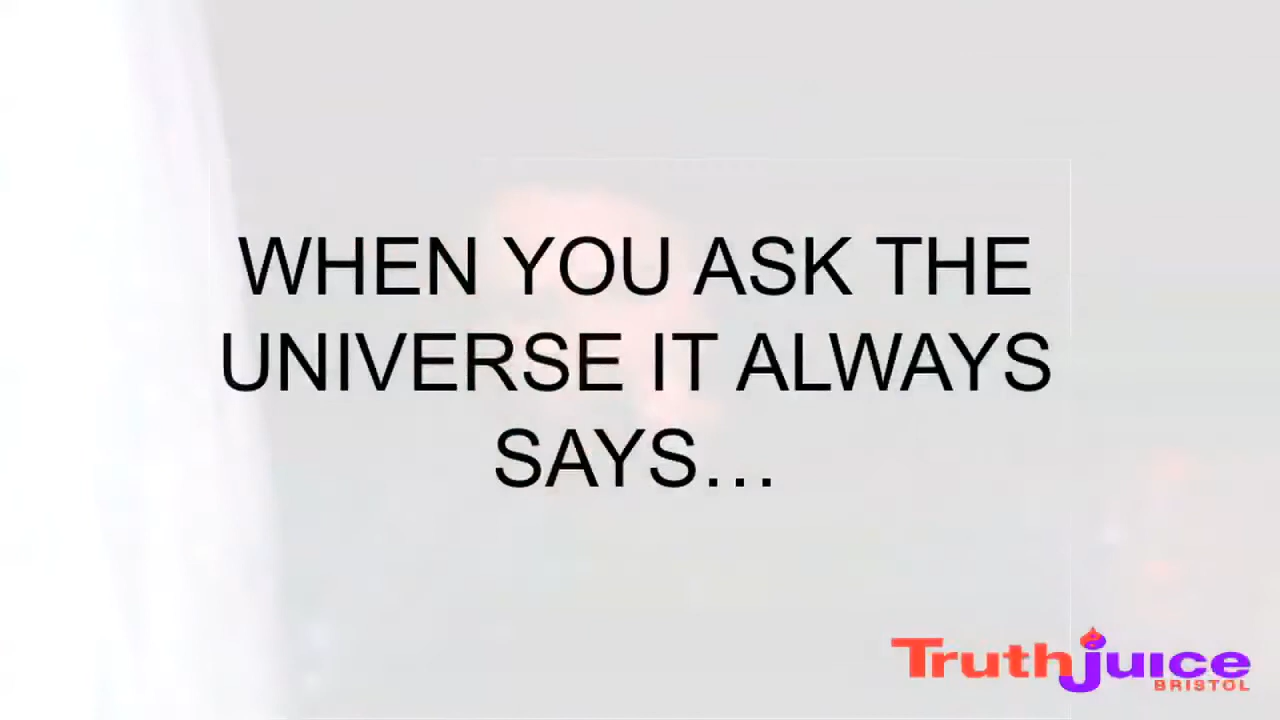 WHEN YOU ASK THE
UNIVERSE IT ALWAYS
SAYS…
Truthjuice
BRISTOL